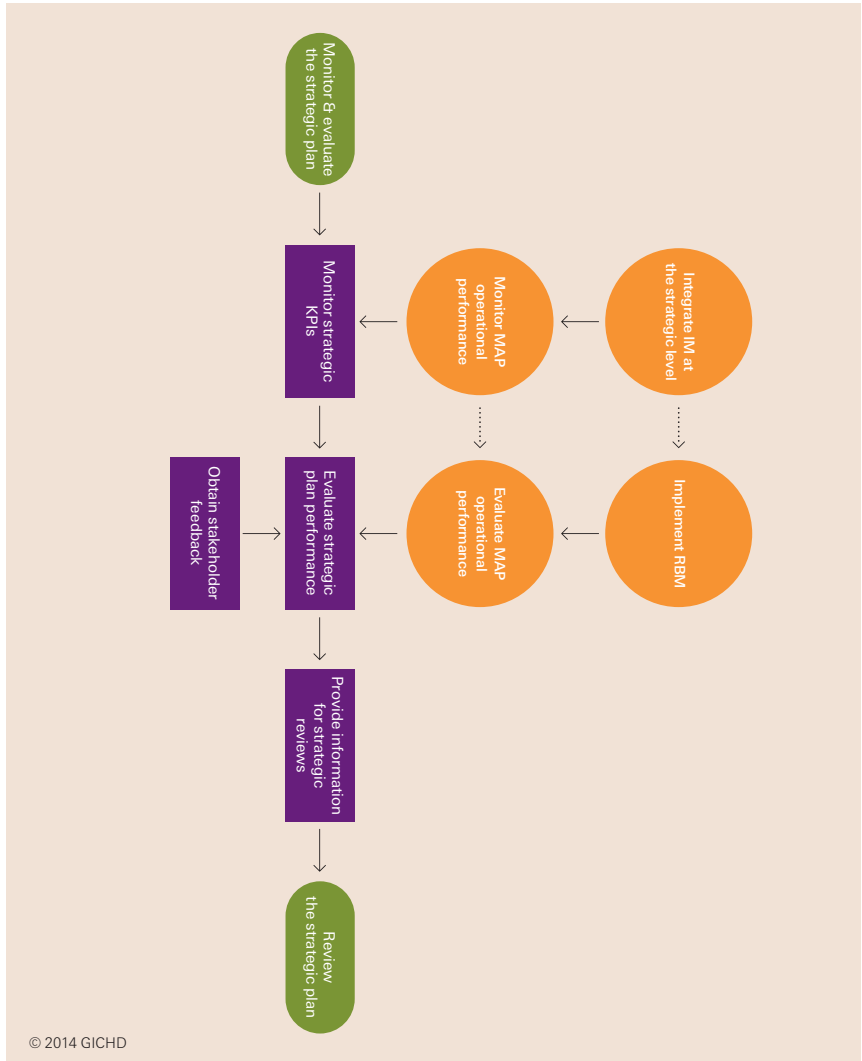 Monitor & evaluate
the strategic plan
Integrate IM at
the strategic level
Monitor MAP
operational
performance
Monitor strategic
KPIs
Implement RBM
Evaluate MAP
operational
performance
Evaluate strategic
plan performance
Obtain stakeholder
feedback
Provide information
for strategic
reviews
Review
the strategic plan
© 2014 GICHD